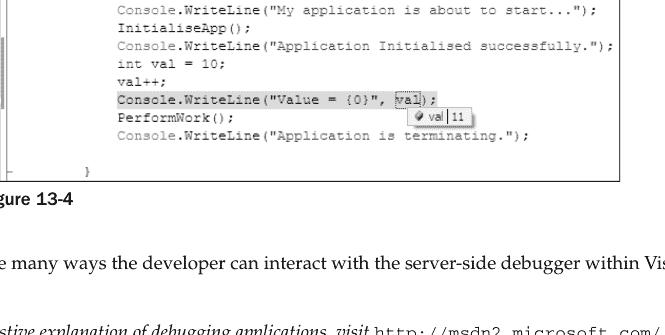 Console.WriteLine("My application is about to start...");
InitialiseApp();
Console.WriteLine("Application Initialised successfully.");
int val = 10;
val++;
Console.WriteLine("Value = {0}", val);
val 11
PerformWork();
Console.WriteLine("Application is terminating.");
}
gure 13-4
e many ways the developer can interact with the server-side debugger within Vis
stive explanation of debugging applications, visit http://msdn2.microsoft.com/